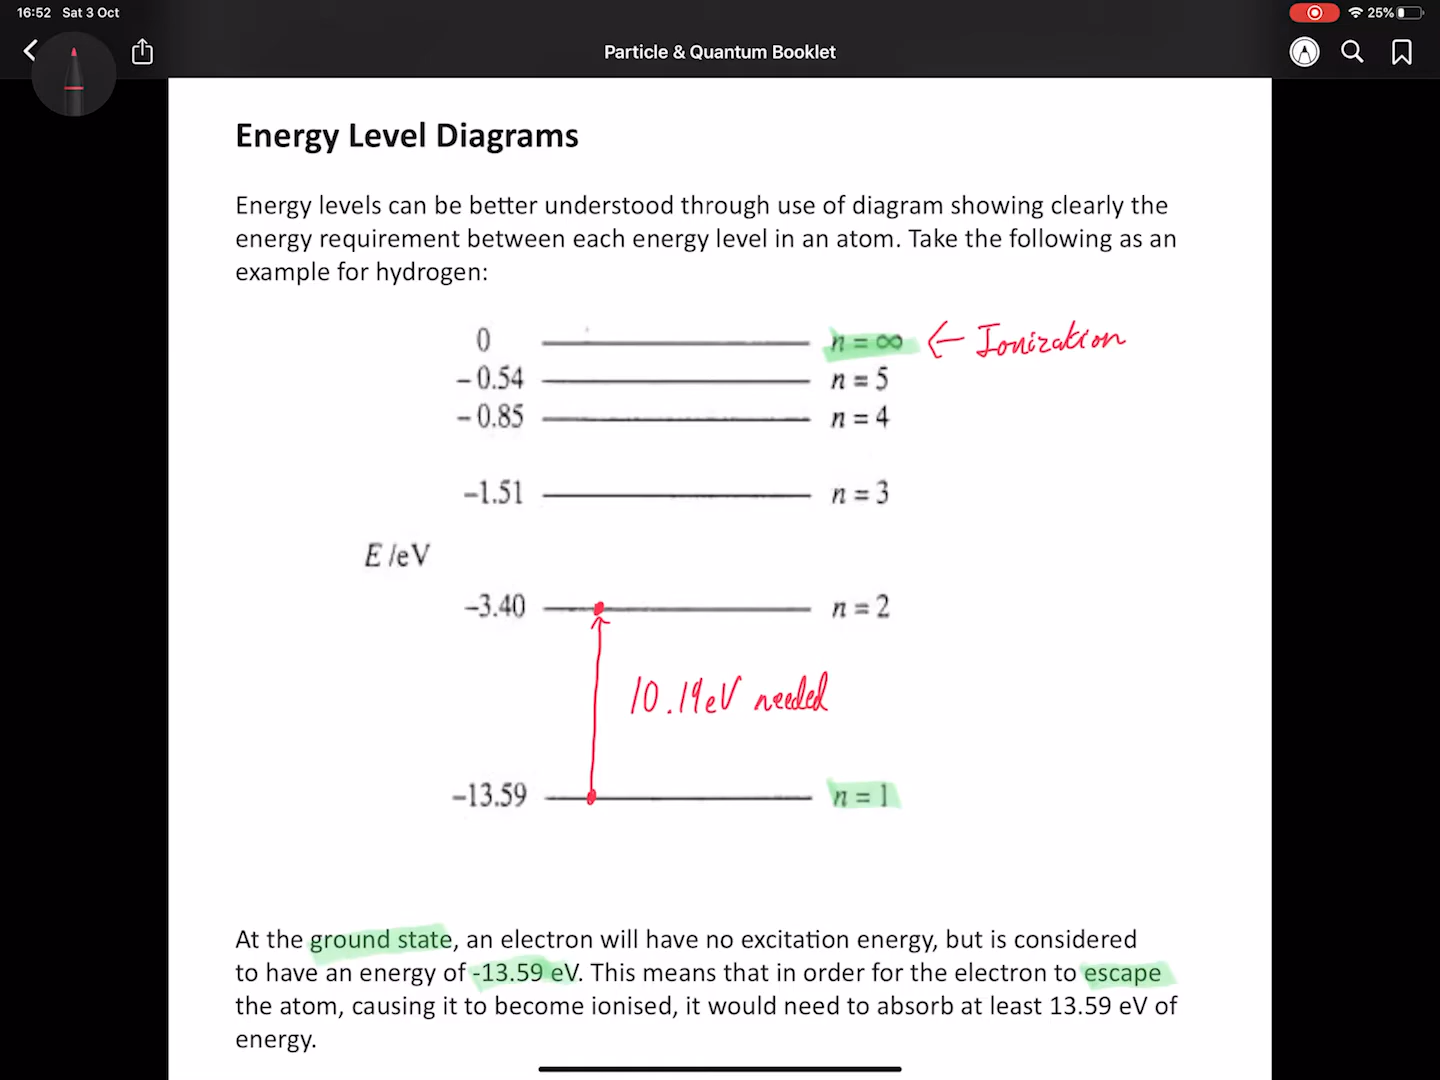 16:52 Sat 3 Oct
25%
Particle & Quantum Booklet
Energy Level Diagrams
Energy levels can be better understood through use of diagram showing clearly the
energy requirement between each energy level in an atom. Take the following as an
example for hydrogen:
0 n = ∞ ← Ionization
– 0.54 n = 5
– 0.85 n = 4
–1.51 n = 3
E /eV
–3.40 n = 2
10.19eV needed
–13.59 n = 1
At the ground state, an electron will have no excitation energy, but is considered
to have an energy of -13.59 eV. This means that in order for the electron to escape
the atom, causing it to become ionised, it would need to absorb at least 13.59 eV of
energy.